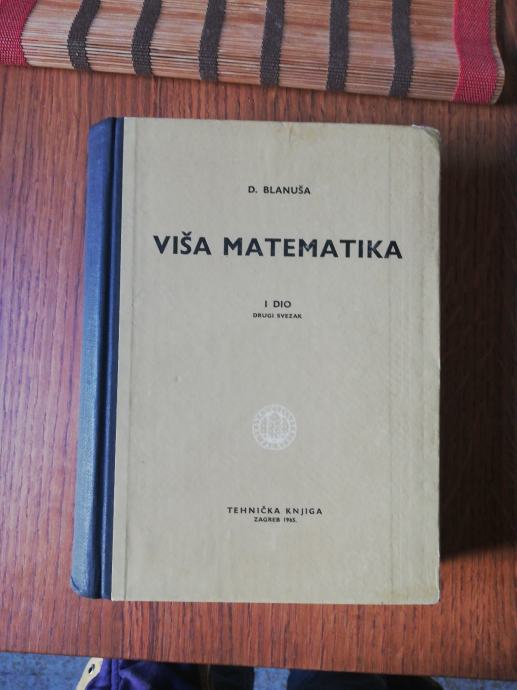 D. BLANUŠA
VIŠA MATEMATIKA
I DIO
DRUGI SVEZAK
TEHNIČKA KNJIGA
ZAGREB 1965.